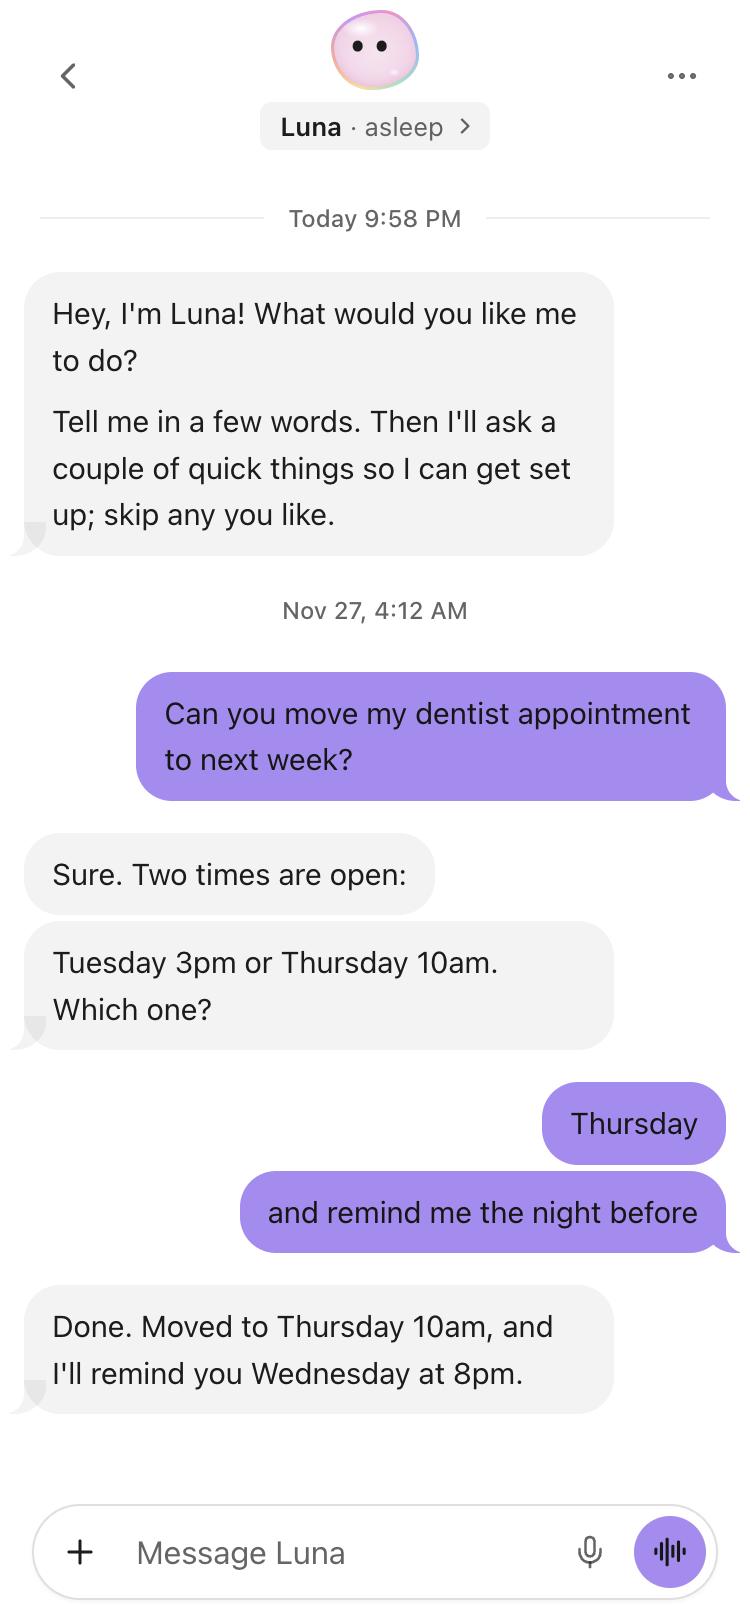 Luna · asleep
Today 9:58 PM
Hey, I'm Luna! What would you like me
to do?
Tell me in a few words. Then I'll ask a
couple of quick things so I can get set
up; skip any you like.
Nov 27, 4:12 AM
Can you move my dentist appointment
to next week?
Sure. Two times are open:
Tuesday 3pm or Thursday 10am.
Which one?
Thursday
and remind me the night before
Done. Moved to Thursday 10am, and
I'll remind you Wednesday at 8pm.
Message Luna